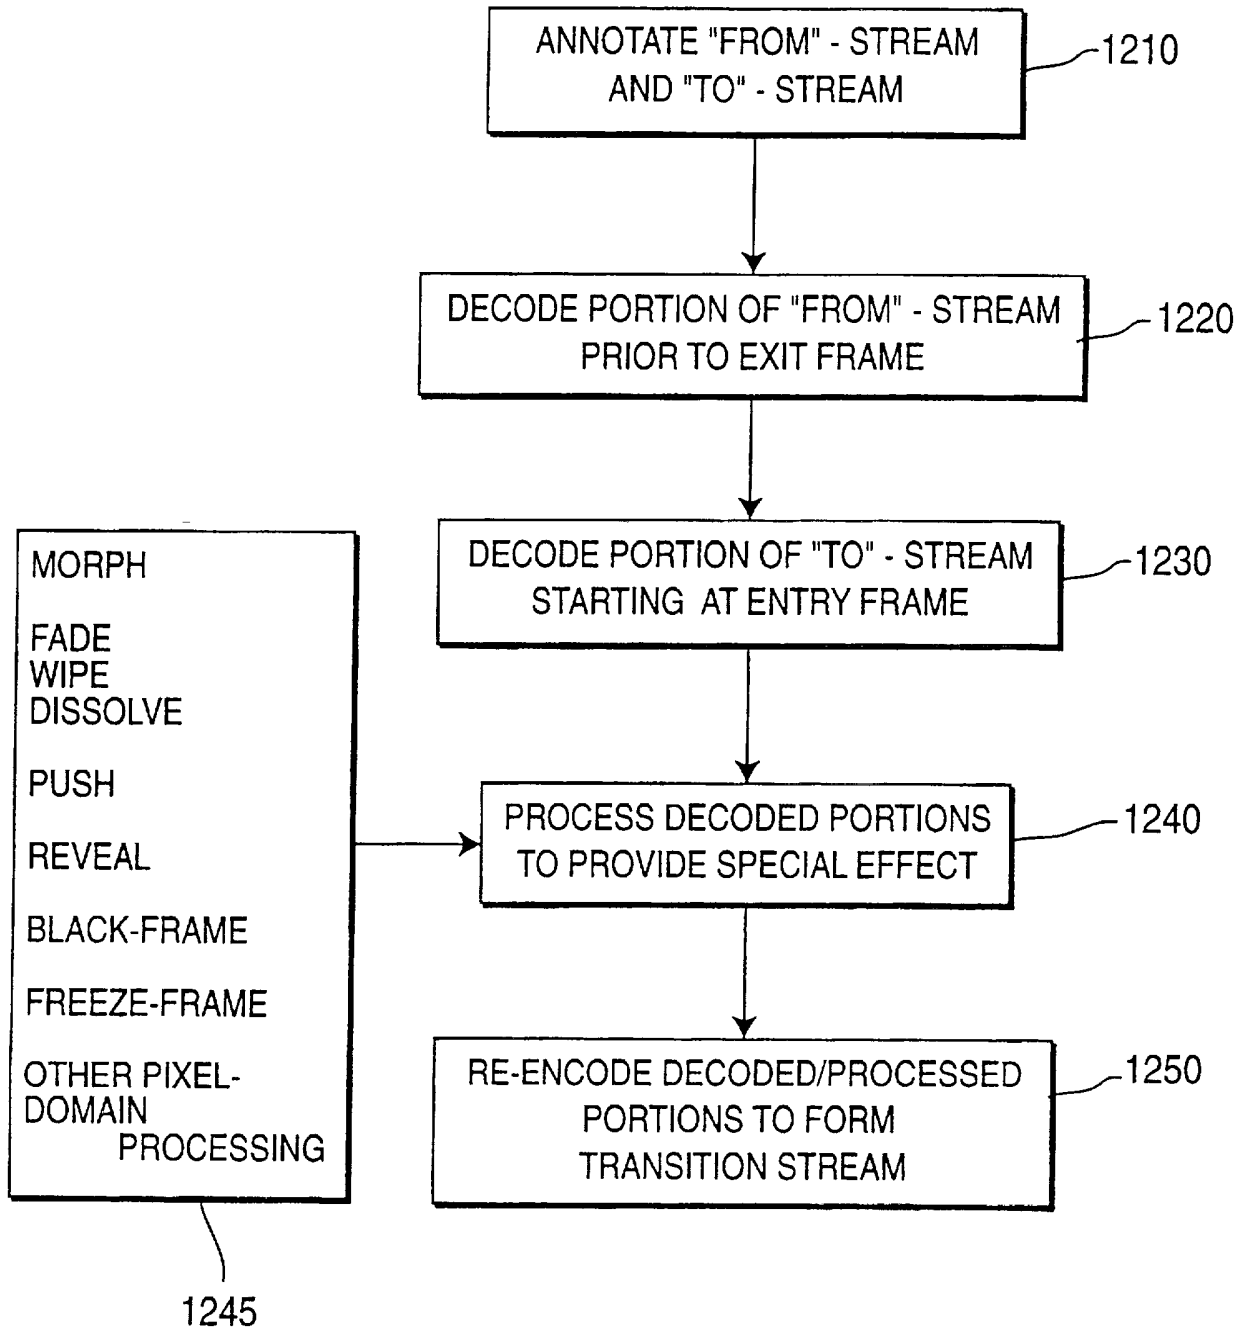 ANNOTATE "FROM" - STREAM
AND "TO" - STREAM
1210
DECODE PORTION OF "FROM" - STREAM
PRIOR TO EXIT FRAME
1220
DECODE PORTION OF "TO" - STREAM
STARTING AT ENTRY FRAME
1230
MORPH
FADE
WIPE
DISSOLVE
PUSH
REVEAL
BLACK-FRAME
FREEZE-FRAME
OTHER PIXEL-
DOMAIN
PROCESSING
1245
PROCESS DECODED PORTIONS
TO PROVIDE SPECIAL EFFECT
1240
RE-ENCODE DECODED/PROCESSED
PORTIONS TO FORM
TRANSITION STREAM
1250